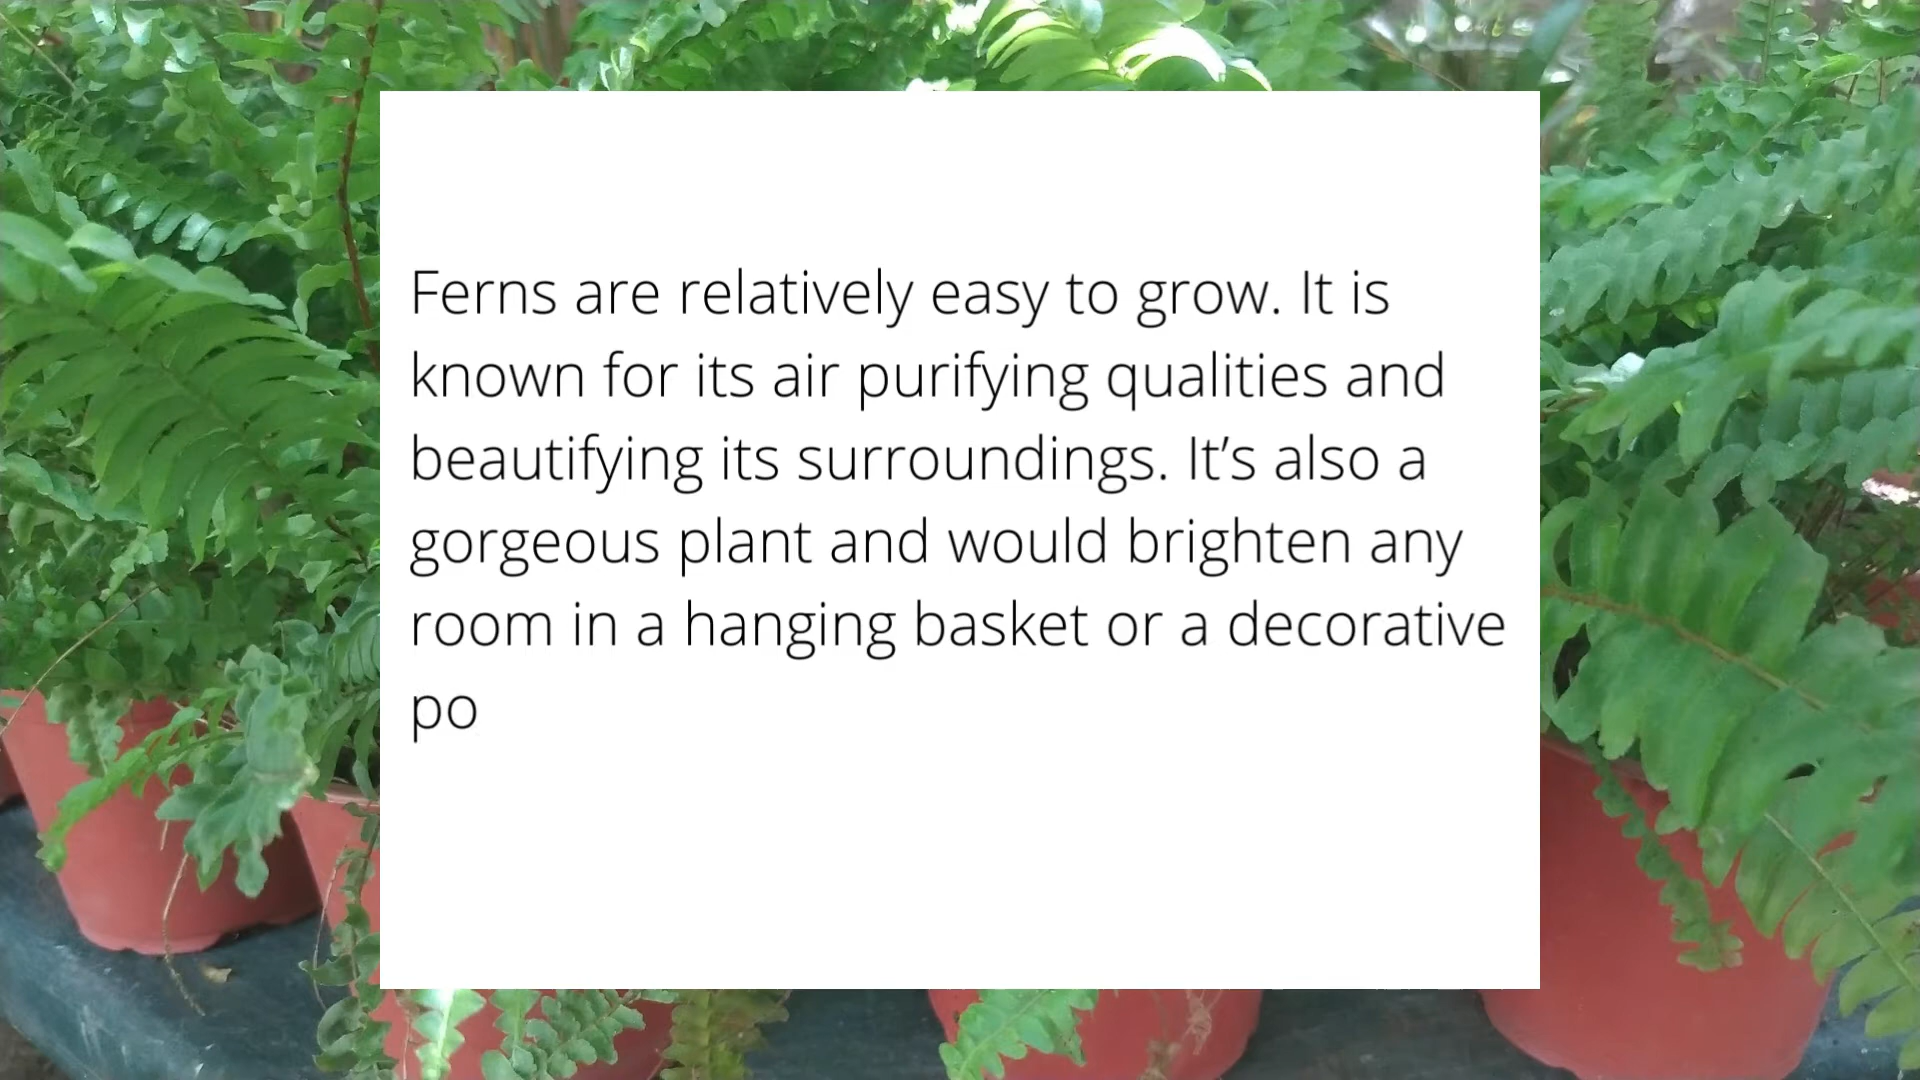 Ferns are relatively easy to grow. It is
known for its air purifying qualities and
beautifying its surroundings. It’s also a
gorgeous plant and would brighten any
room in a hanging basket or a decorative
po